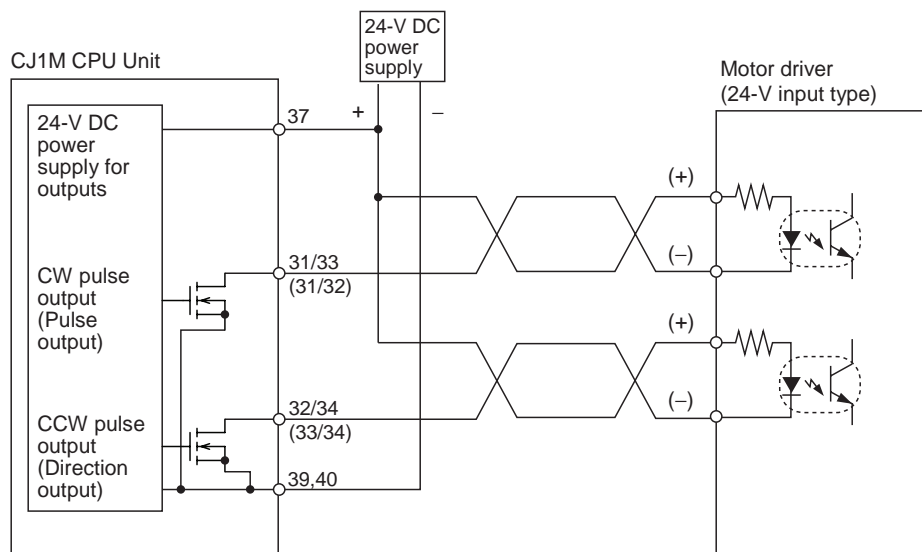 24-V DC
power
supply
CJ1M CPU Unit
Motor driver
(24-V input type)
24-V DC
power
supply for
outputs
37
+
–
(+)
(–)
31/33
(31/32)
CW pulse
output
(Pulse
output)
(+)
(–)
32/34
(33/34)
CCW pulse
output
(Direction
output)
39,40